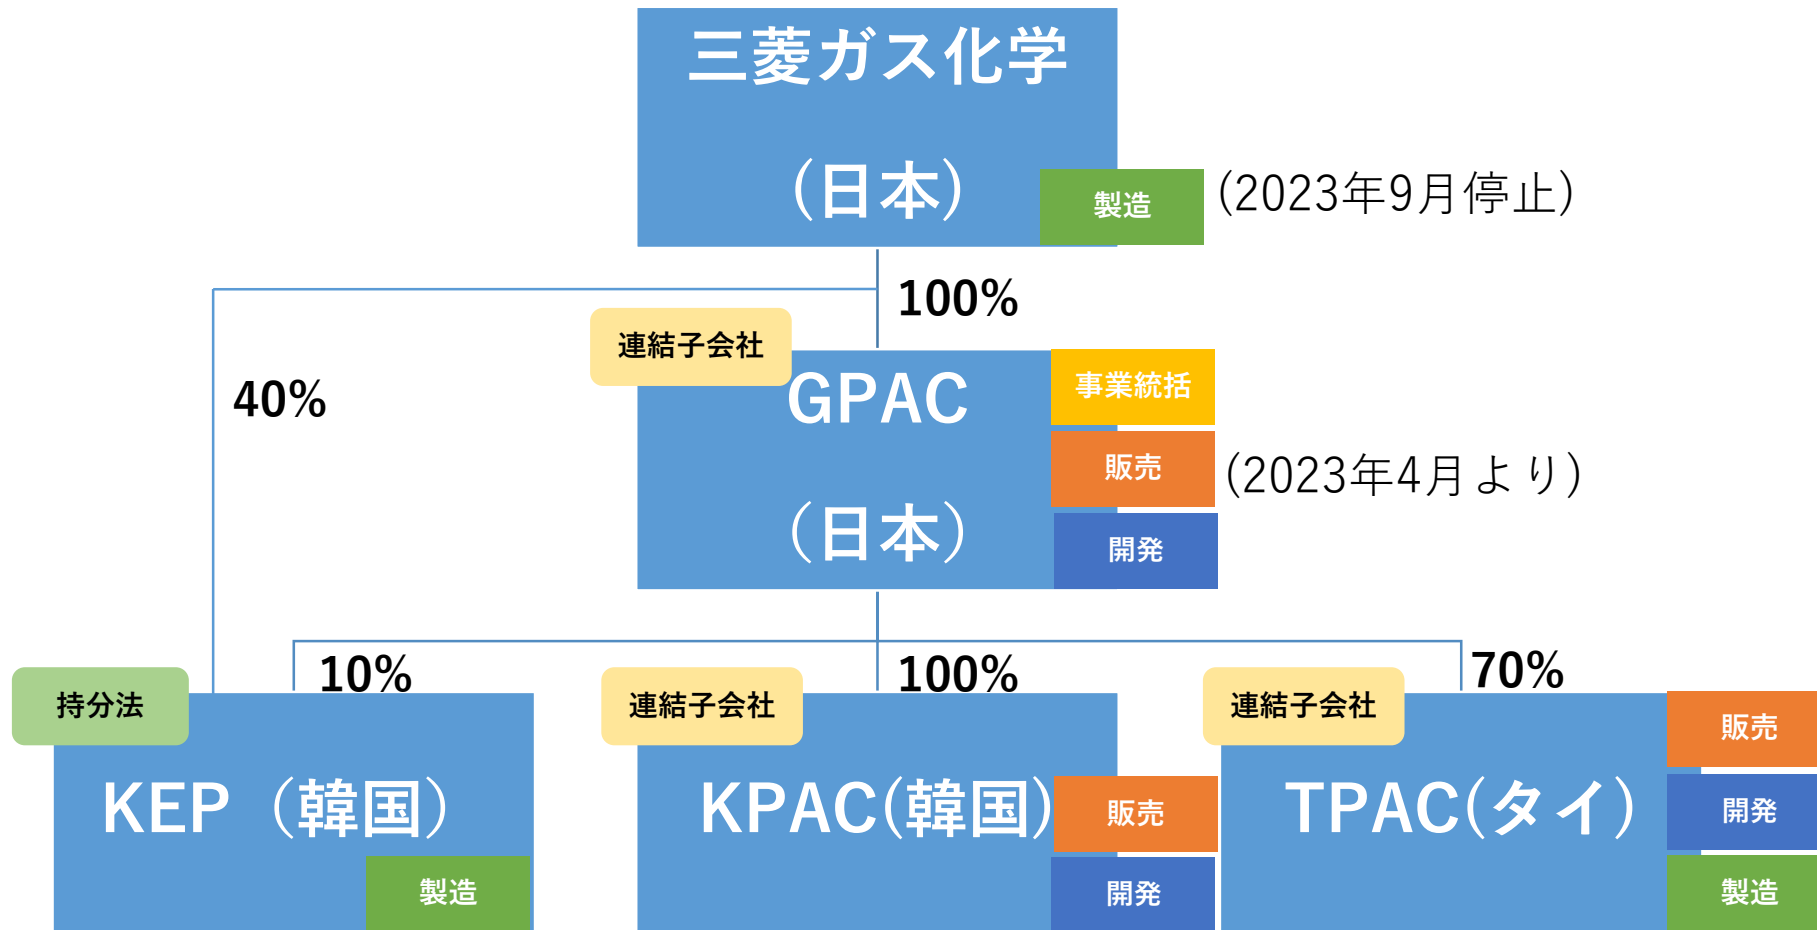 三菱ガス化学
(日本)
製造
(2023年9月停止)
100%
40%
連結子会社
GPAC
(日本)
事業統括
販売
(2023年4月より)
開発
10%
100%
70%
持分法
KEP（韓国）
製造
連結子会社
KPAC(韓国)
販売
開発
連結子会社
TPAC(タイ)
販売
開発
製造